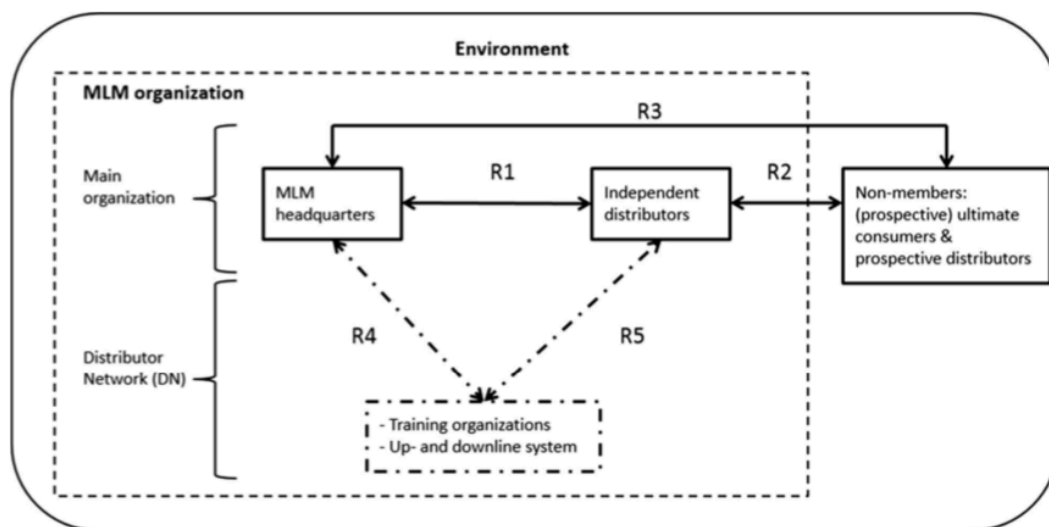 Environment
MLM organization
R3
Main
organization
MLM
headquarters
R1
Independent
distributors
R2
Non-members:
(prospective) ultimate
consumers &
prospective distributors
R4
R5
Distributor
Network (DN)
- Training organizations
- Up- and downline system